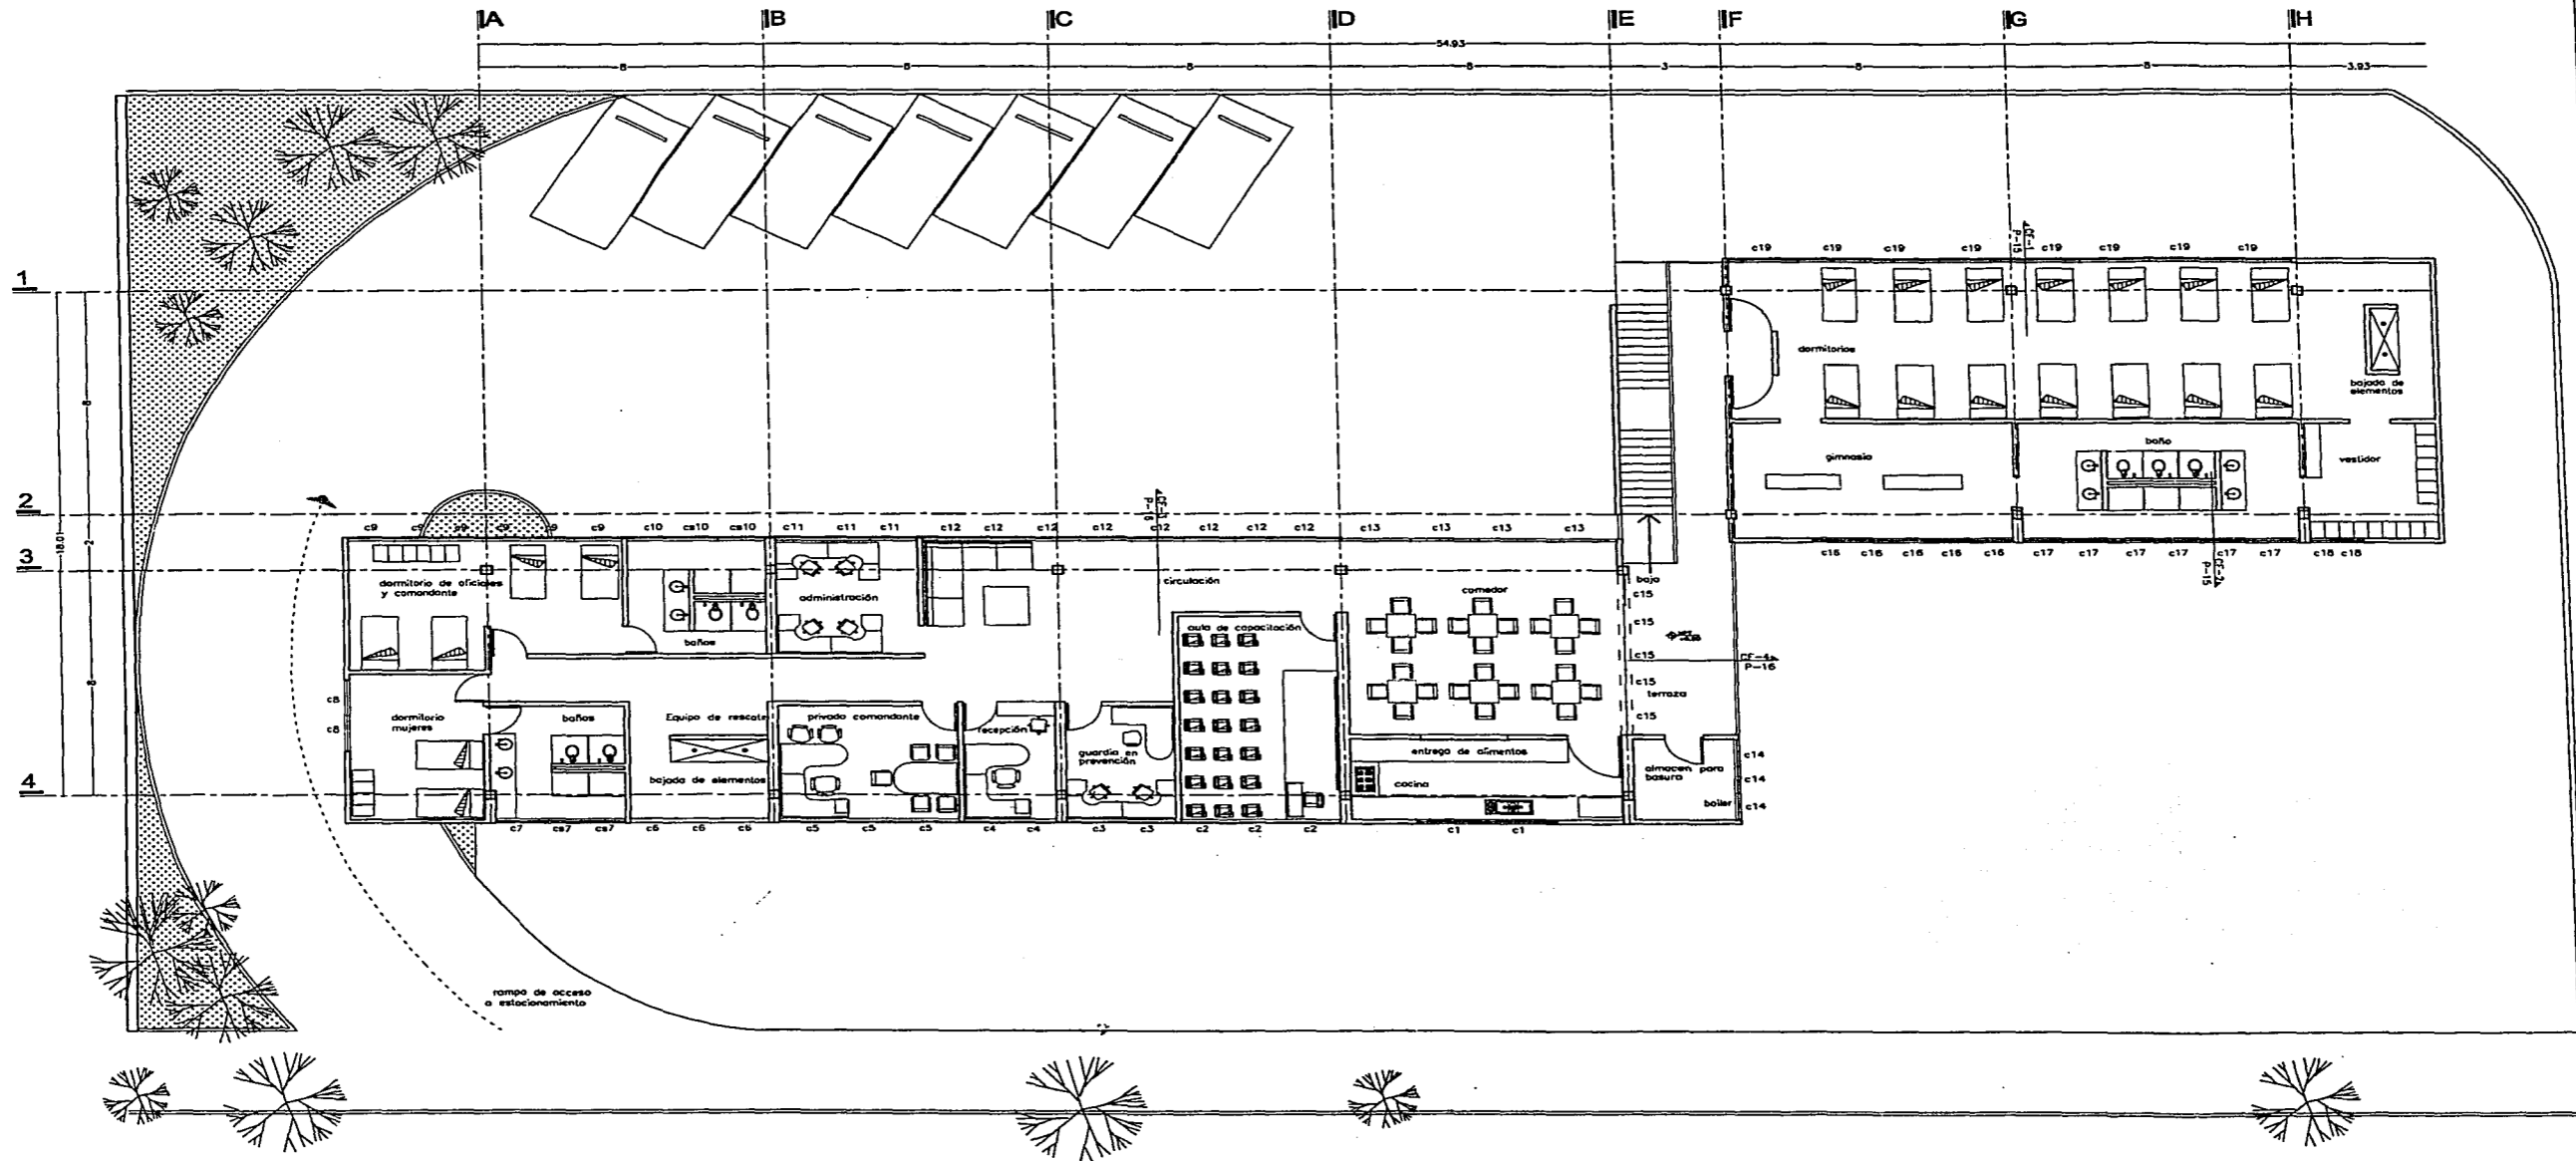 A B C D E F G H
54.93
8 8 8 8 3 8 8 3.93
1
c19 c19 c19 c19 c19 c19 c19 c19
CF-1
P-15
dormitorios
bajada de
elementos
8
gimnasio
baño
vestidor
2
c9 c9 c9 c9 c9 c9 c10 cs10 cs10 c11 c11 c11 c12 c12 c12 c12 c12 c12 c12 c12 c13 c13 c13 c13
P-16
18.01
2
c16 c16 c16 c16 c16 c17 c17 c17 c17 c17 c17 c18 c18
CF-2
P-15
3
dormitorio de oficiales
y comandante
administración
circulación
comedor
baja
c15
c15
c15
c15
c15
baños
aula de capacitación
CF-4
P-16
terraza
8
c8
c8
dormitorio
mujeres
baños
Equipo de rescate
privado comandante
recepción
guardia en
prevención
entrega de alimentos
almacen para
basura
c14
c14
c14
bajada de elementos
cocina
boiler
4
c7 cs7 cs7 c6 c6 c6 c5 c5 c5 c4 c4 c3 c3 c2 c2 c2 c1 c1
rampa de acceso
a estacionamiento